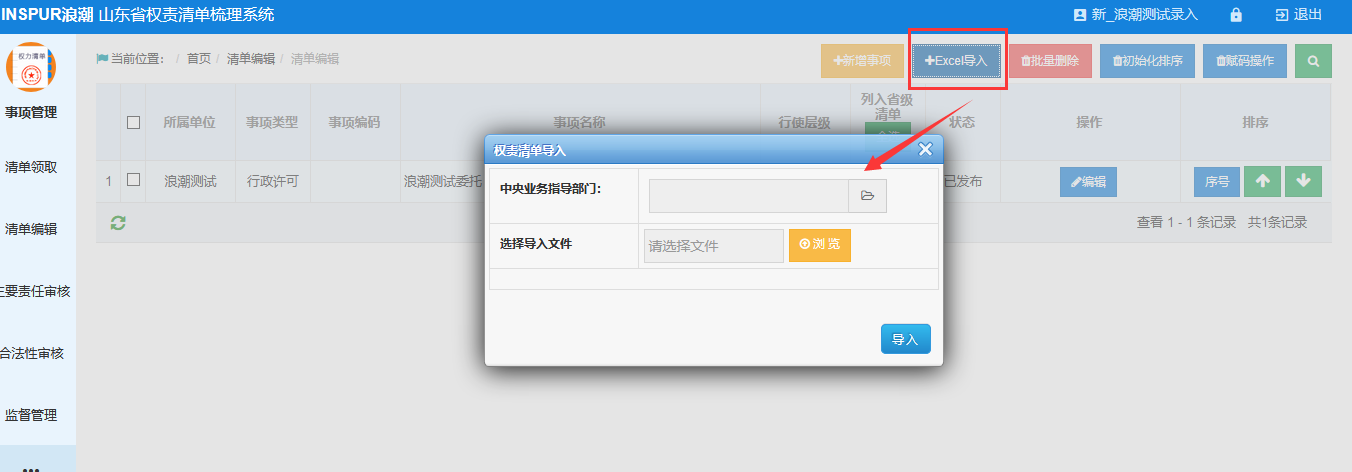 INSPUR浪潮 山东省权责清单梳理系统
新_浪潮测试录入
退出
权力清单
当前位置: / 首页 / 清单编辑 / 清单编辑
新增事项
Excel导入
批量删除
初始化排序
赋码操作
事项管理
清单领取
清单编辑
主要责任审核
合法性审核
监督管理
所属单位 事项类型 事项编码 事项名称 行使层级 列入省级
清单
状态 操作 排序
1 浪潮测试 行政许可 浪潮测试委托 已发布 编辑 序号
查看 1 - 1 条记录 共1条记录
权责清单导入
中央业务指导部门:
选择导入文件 请选择文件 浏览
导入